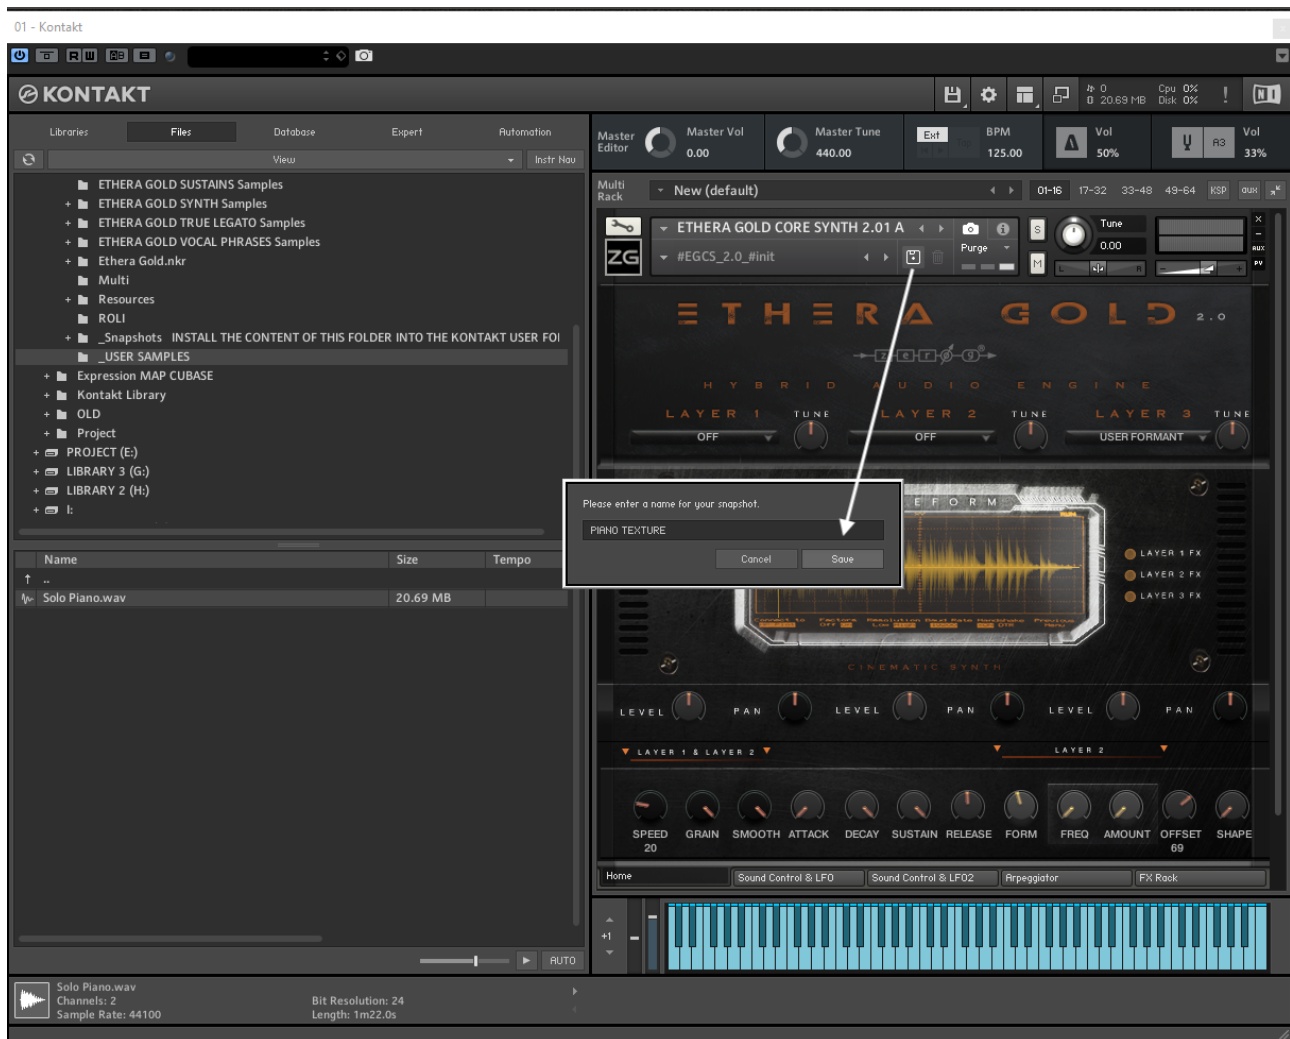 01 - Kontakt
R W AB
KONTAKT
0
0 20.69 MB
Cpu 0%
Disk 0%
!
NI
Libraries Files Database Expert Automation
View Instr Nav
ETHERA GOLD SUSTAINS Samples
+ ETHERA GOLD SYNTH Samples
+ ETHERA GOLD TRUE LEGATO Samples
+ ETHERA GOLD VOCAL PHRASES Samples
+ Ethera Gold.nkr
Multi
+ Resources
ROLI
+ _Snapshots INSTALL THE CONTENT OF THIS FOLDER INTO THE KONTAKT USER FOI
_USER SAMPLES
+ Expression MAP CUBASE
+ Kontakt Library
+ OLD
+ Project
+ PROJECT (E:)
+ LIBRARY 3 (G:)
+ LIBRARY 2 (H:)
+ I:
Name Size Tempo
↑ ..
Solo Piano.wav 20.69 MB
AUTO
Solo Piano.wav
Channels: 2 Bit Resolution: 24
Sample Rate: 44100 Length: 1m22.0s
Master Editor
Master Vol
0.00
Master Tune
440.00
Ext
BPM
125.00
Vol
50%
A3
Vol
33%
Multi Rack
New (default) 01-16 17-32 33-48 49-64 KSP aux
ETHERA GOLD CORE SYNTH 2.01 A
ZG
#EGCS_2.0_#init
Purge
S
M
Tune
0.00
L R
- +
×
–
AUX
PV
ETHERA GOLD 2.0
zerØg®
HYBRID AUDIO ENGINE
LAYER 1 TUNE LAYER 2 TUNE LAYER 3 TUNE
OFF OFF USER FORMANT
EFORM
Please enter a name for your snapshot.
PIANO TEXTURE
Cancel Save
LAYER 1 FX
LAYER 2 FX
LAYER 3 FX
CINEMATIC SYNTH
LEVEL PAN LEVEL PAN LEVEL PAN
LAYER 1 & LAYER 2 LAYER 2
SPEED GRAIN SMOOTH ATTACK DECAY SUSTAIN RELEASE FORM FREQ AMOUNT OFFSET SHAPE
20 69
Home Sound Control & LFO Sound Control & LFO2 Arpeggiator FX Rack
+1